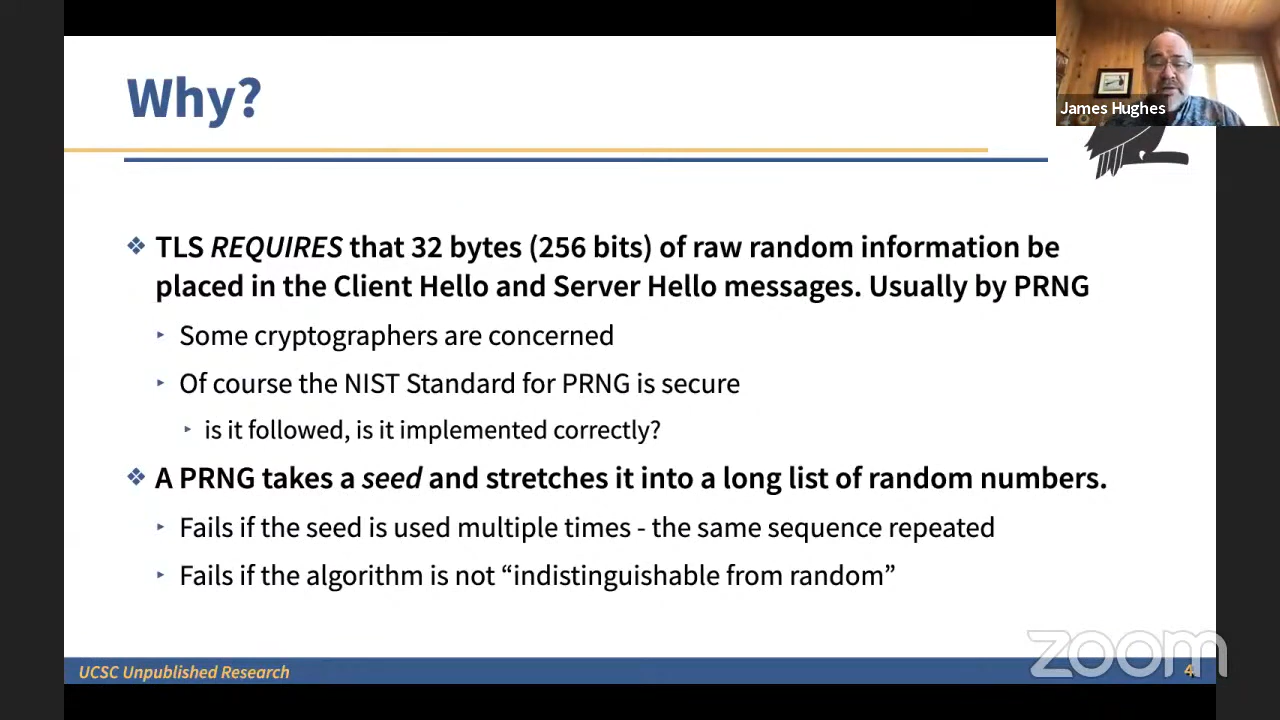 Why?
James Hughes
❖ TLS REQUIRES that 32 bytes (256 bits) of raw random information be
placed in the Client Hello and Server Hello messages. Usually by PRNG
‣ Some cryptographers are concerned
‣ Of course the NIST Standard for PRNG is secure
‣ is it followed, is it implemented correctly?
❖ A PRNG takes a seed and stretches it into a long list of random numbers.
‣ Fails if the seed is used multiple times - the same sequence repeated
‣ Fails if the algorithm is not “indistinguishable from random”
zoom
UCSC Unpublished Research
4